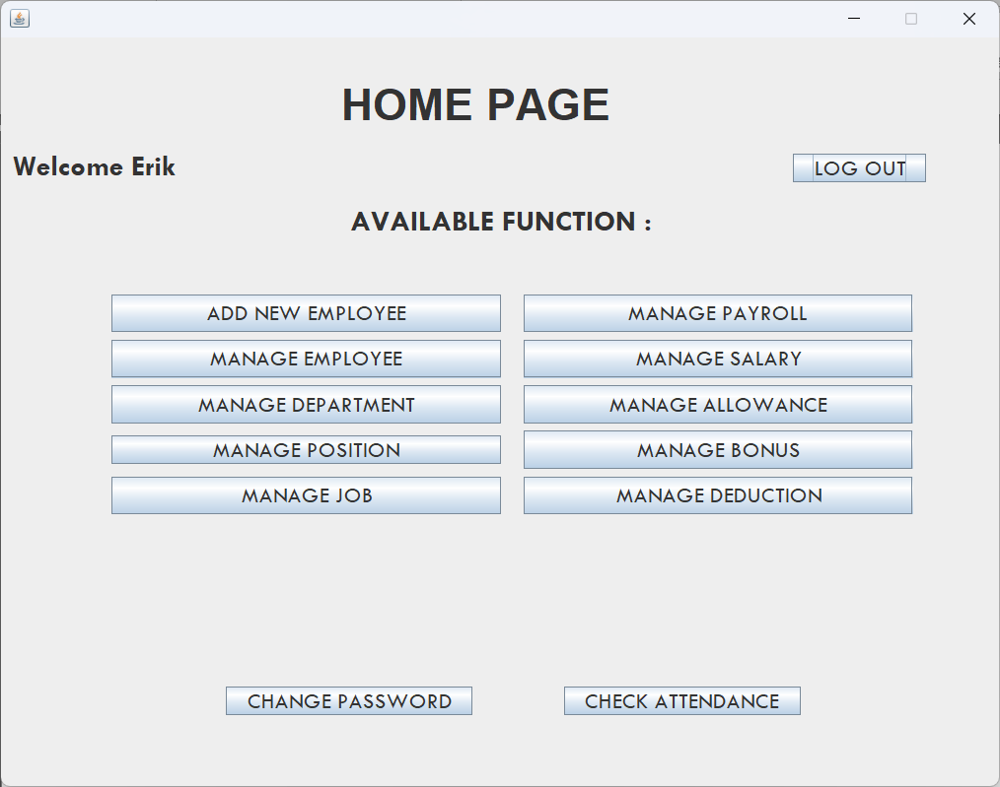 HOME PAGE
Welcome Erik
LOG OUT
AVAILABLE FUNCTION :
ADD NEW EMPLOYEE
MANAGE PAYROLL
MANAGE EMPLOYEE
MANAGE SALARY
MANAGE DEPARTMENT
MANAGE ALLOWANCE
MANAGE POSITION
MANAGE BONUS
MANAGE JOB
MANAGE DEDUCTION
CHANGE PASSWORD
CHECK ATTENDANCE